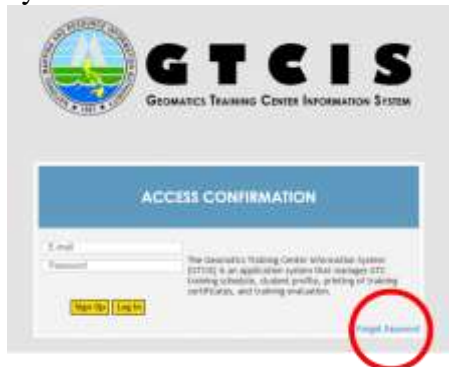 GTCIS
GEOMATICS TRAINING CENTER INFORMATION SYSTEM
ACCESS CONFIRMATION
E-mail
Password
The Geomatics Training Center Information System
(GTCIS) is an application system that manages GTC
training schedule, student profile, printing of training
certificates, and training evaluation.
Sign Up Log In
Forgot Password